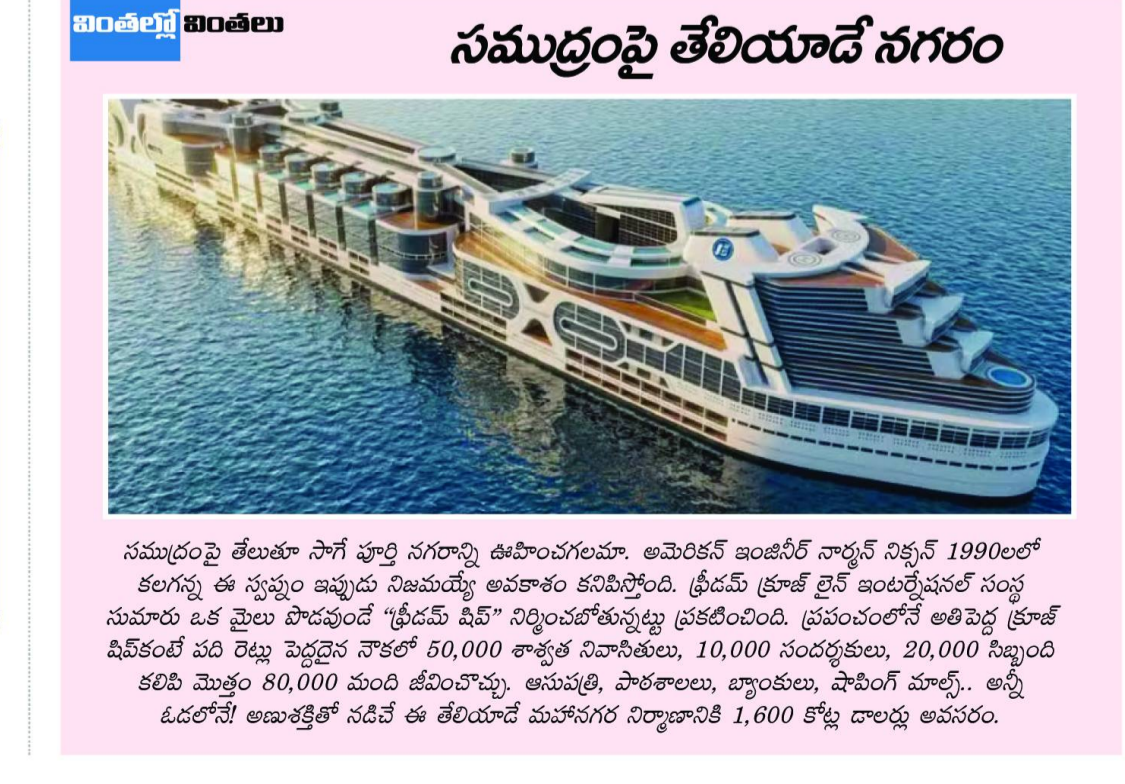 వింతల్లో వింతలు
సముద్రంపై తేలియాడే నగరం
సముద్రంపై తేలుతూ సాగే పూర్తి నగరాన్ని ఊహించగలమా. అమెరికన్ ఇంజినీర్ నార్మన్ నిక్సన్ 1990లలో
కలగన్న ఈ స్వప్నం ఇప్పుడు నిజమయ్యే అవకాశం కనిపిస్తోంది. ఫ్రీడమ్ క్రూజ్ లైన్ ఇంటర్నేషనల్ సంస్థ
సుమారు ఒక మైలు పొడవుండే “ఫ్రీడమ్ షిప్” నిర్మించబోతున్నట్టు ప్రకటించింది. ప్రపంచంలోనే అతిపెద్ద క్రూజ్
షిప్‌కంటే పది రెట్లు పెద్దదైన నౌకలో 50,000 శాశ్వత నివాసితులు, 10,000 సందర్శకులు, 20,000 సిబ్బంది
కలిపి మొత్తం 80,000 మంది జీవించొచ్చు. ఆసుపత్రి, పాఠశాలలు, బ్యాంకులు, షాపింగ్ మాల్స్.. అన్నీ
ఓడలోనే! అణుశక్తితో నడిచే ఈ తేలియాడే మహానగర నిర్మాణానికి 1,600 కోట్ల డాలర్లు అవసరం.